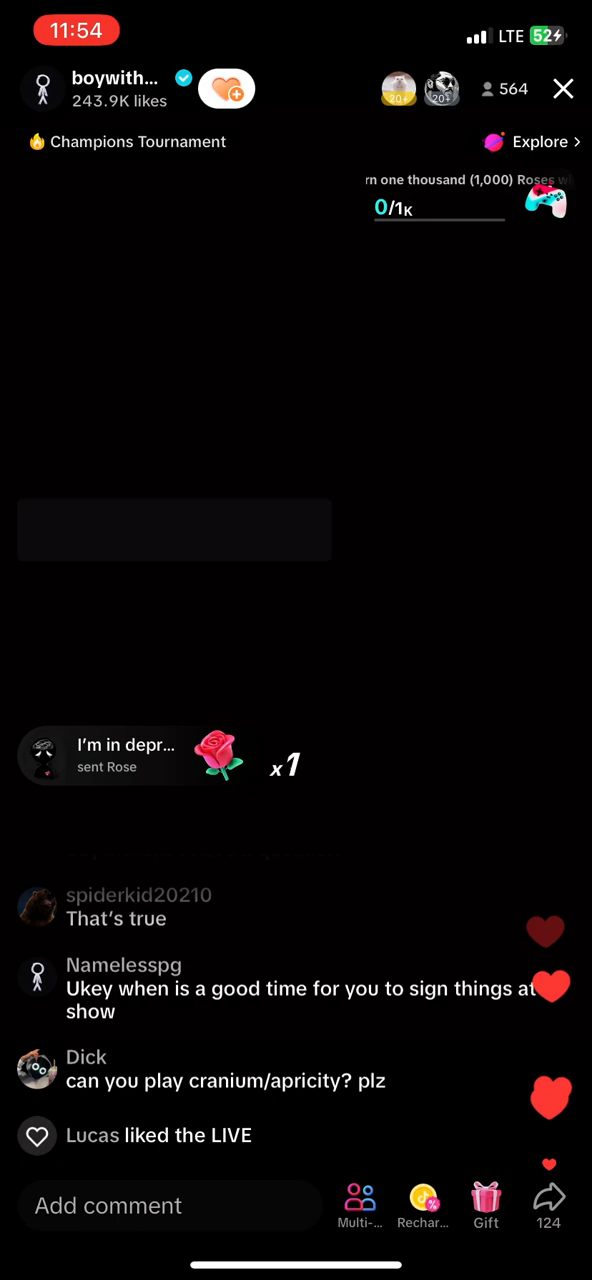 11:54
LTE 52
boywith...
243.9K likes
20+
20+
564
Champions Tournament
Explore >
rn one thousand (1,000) Roses wi
0/1K
I'm in depr...
sent Rose
x1
spiderkid20210
That's true
Namelesspg
Ukey when is a good time for you to sign things at
show
Dick
can you play cranium/apricity? plz
Lucas liked the LIVE
Add comment
Multi-...
Rechar...
Gift
124